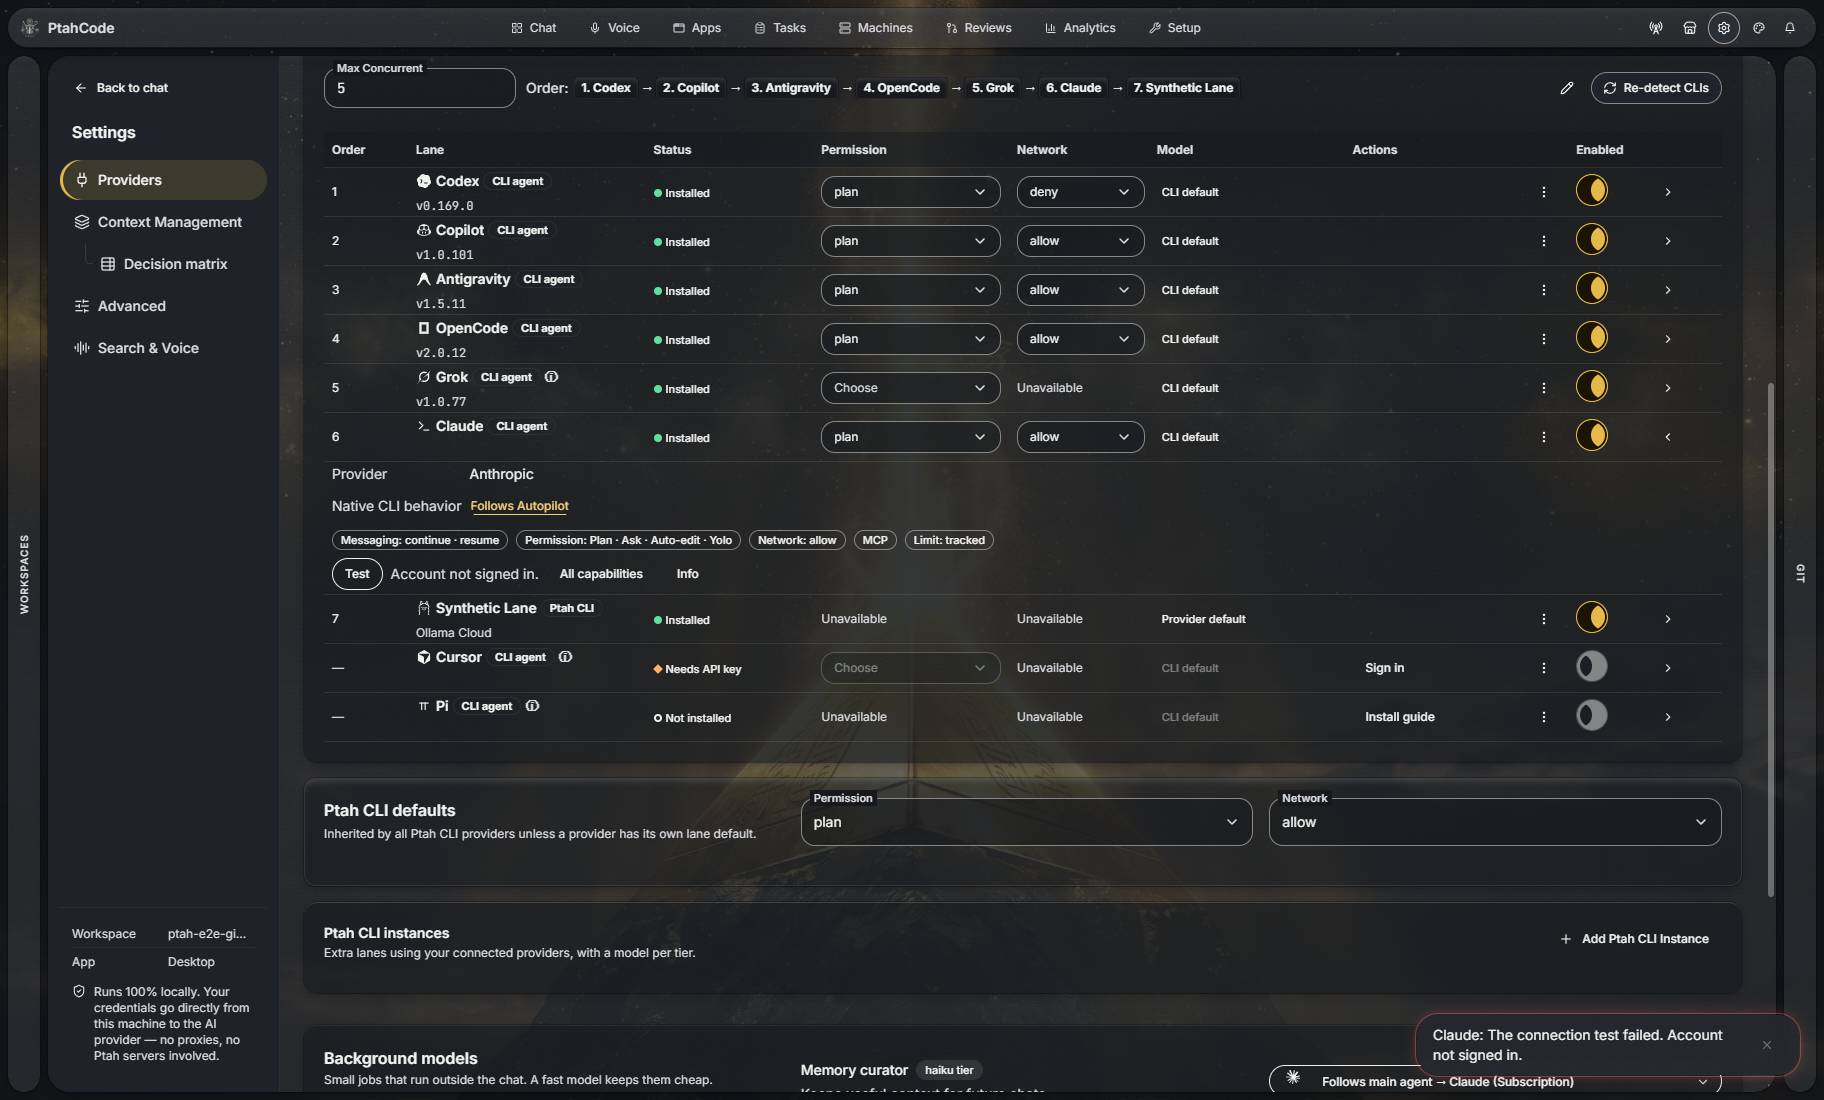 PtahCode
Chat
Voice
Apps
Tasks
Machines
Reviews
Analytics
Setup
WORKSPACES
Back to chat
Settings
Providers
Context Management
Decision matrix
Advanced
Search & Voice
Workspace ptah-e2e-gi...
App Desktop
Runs 100% locally. Your
credentials go directly from
this machine to the AI
provider — no proxies, no
Ptah servers involved.
Max Concurrent
5
Order: 1. Codex → 2. Copilot → 3. Antigravity → 4. OpenCode → 5. Grok → 6. Claude → 7. Synthetic Lane
Re-detect CLIs
Order Lane Status Permission Network Model Actions Enabled
1 Codex CLI agent Installed plan deny CLI default
v0.169.0
2 Copilot CLI agent Installed plan allow CLI default
v1.0.101
3 Antigravity CLI agent Installed plan allow CLI default
v1.5.11
4 OpenCode CLI agent Installed plan allow CLI default
v2.0.12
5 Grok CLI agent Installed Choose Unavailable CLI default
v1.0.77
6 Claude CLI agent Installed plan allow CLI default
Provider Anthropic
Native CLI behavior Follows Autopilot
Messaging: continue · resume
Permission: Plan · Ask · Auto-edit · Yolo
Network: allow
MCP
Limit: tracked
Test Account not signed in. All capabilities Info
7 Synthetic Lane Ptah CLI Installed Unavailable Unavailable Provider default
Ollama Cloud
— Cursor CLI agent Needs API key Choose Unavailable CLI default Sign in
— Pi CLI agent Not installed Unavailable Unavailable CLI default Install guide
Ptah CLI defaults
Inherited by all Ptah CLI providers unless a provider has its own lane default.
Permission
plan
Network
allow
Ptah CLI instances
Extra lanes using your connected providers, with a model per tier.
Add Ptah CLI Instance
Background models
Small jobs that run outside the chat. A fast model keeps them cheap.
Memory curator haiku tier
Follows main agent → Claude (Subscription)
Claude: The connection test failed. Account
not signed in.
GIT